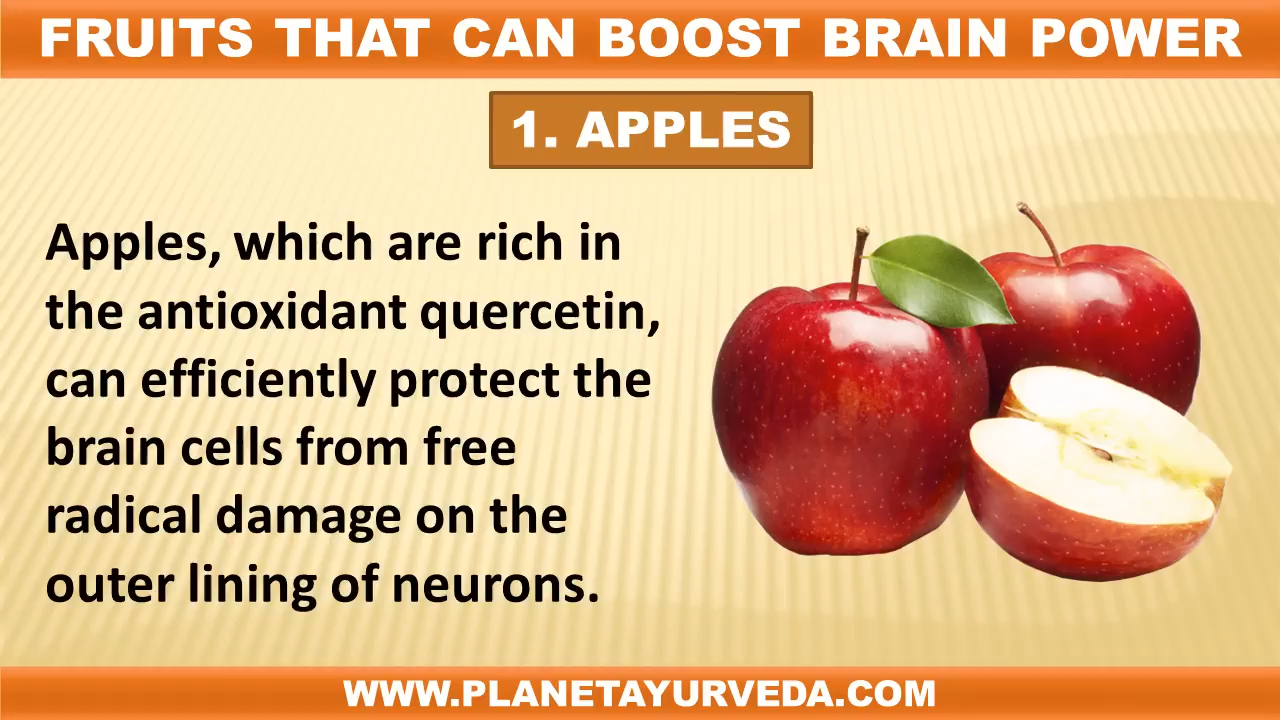 FRUITS THAT CAN BOOST BRAIN POWER
1. APPLES
Apples, which are rich in
the antioxidant quercetin,
can efficiently protect the
brain cells from free
radical damage on the
outer lining of neurons.
WWW.PLANETAYURVEDA.COM